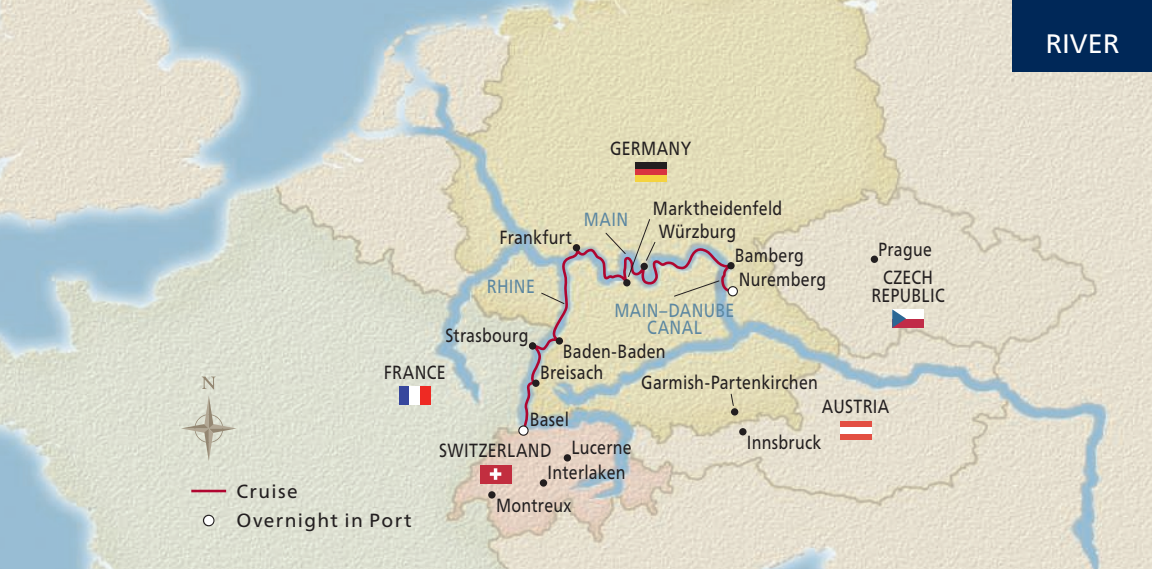 RIVER
GERMANY
MAIN
Marktheidenfeld
Würzburg
Frankfurt
Bamberg
Nuremberg
Prague
CZECH
REPUBLIC
RHINE
MAIN–DANUBE
CANAL
Strasbourg
Baden-Baden
FRANCE
Breisach
Garmish-Partenkirchen
AUSTRIA
Basel
Innsbruck
SWITZERLAND
Lucerne
Interlaken
Montreux
N
Cruise
Overnight in Port